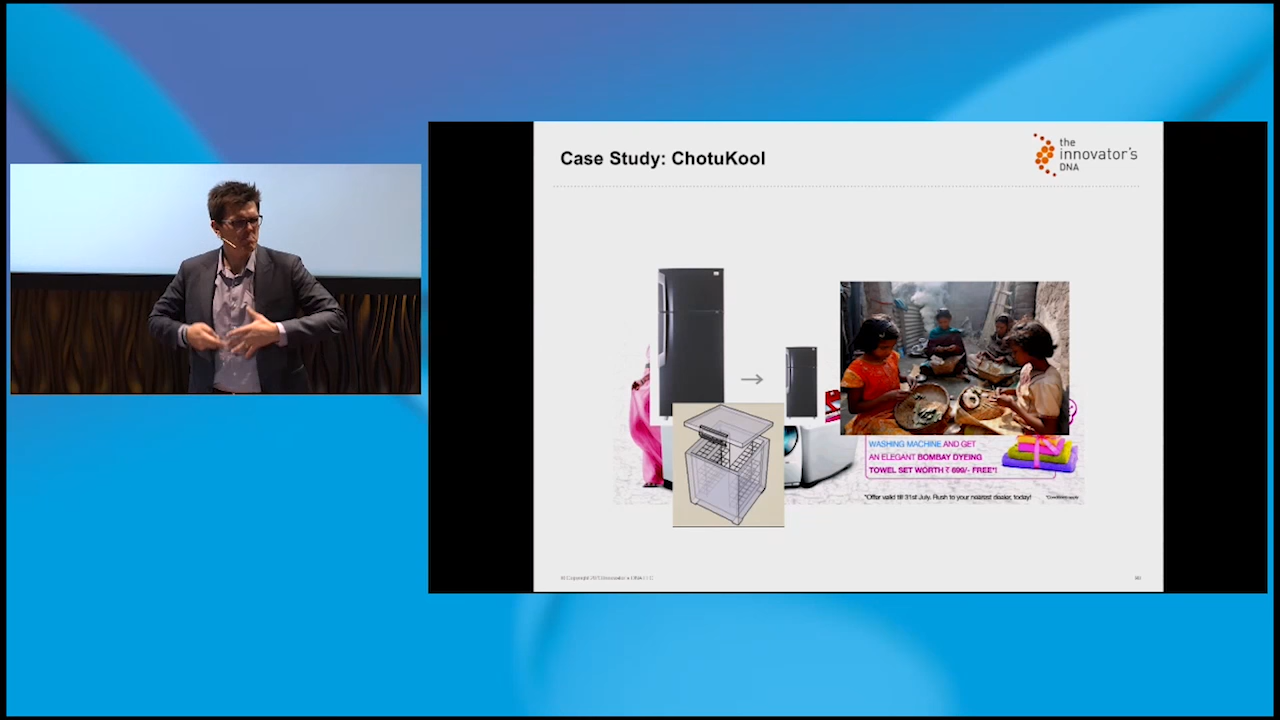 Case Study: ChotuKool
the
innovator's
DNA
WASHING MACHINE AND GET
AN ELEGANT BOMBAY DYEING
TOWEL SET WORTH ₹ 699/- FREE*!
*Offer valid till 31st July. Rush to your nearest dealer, today!
© Copyright